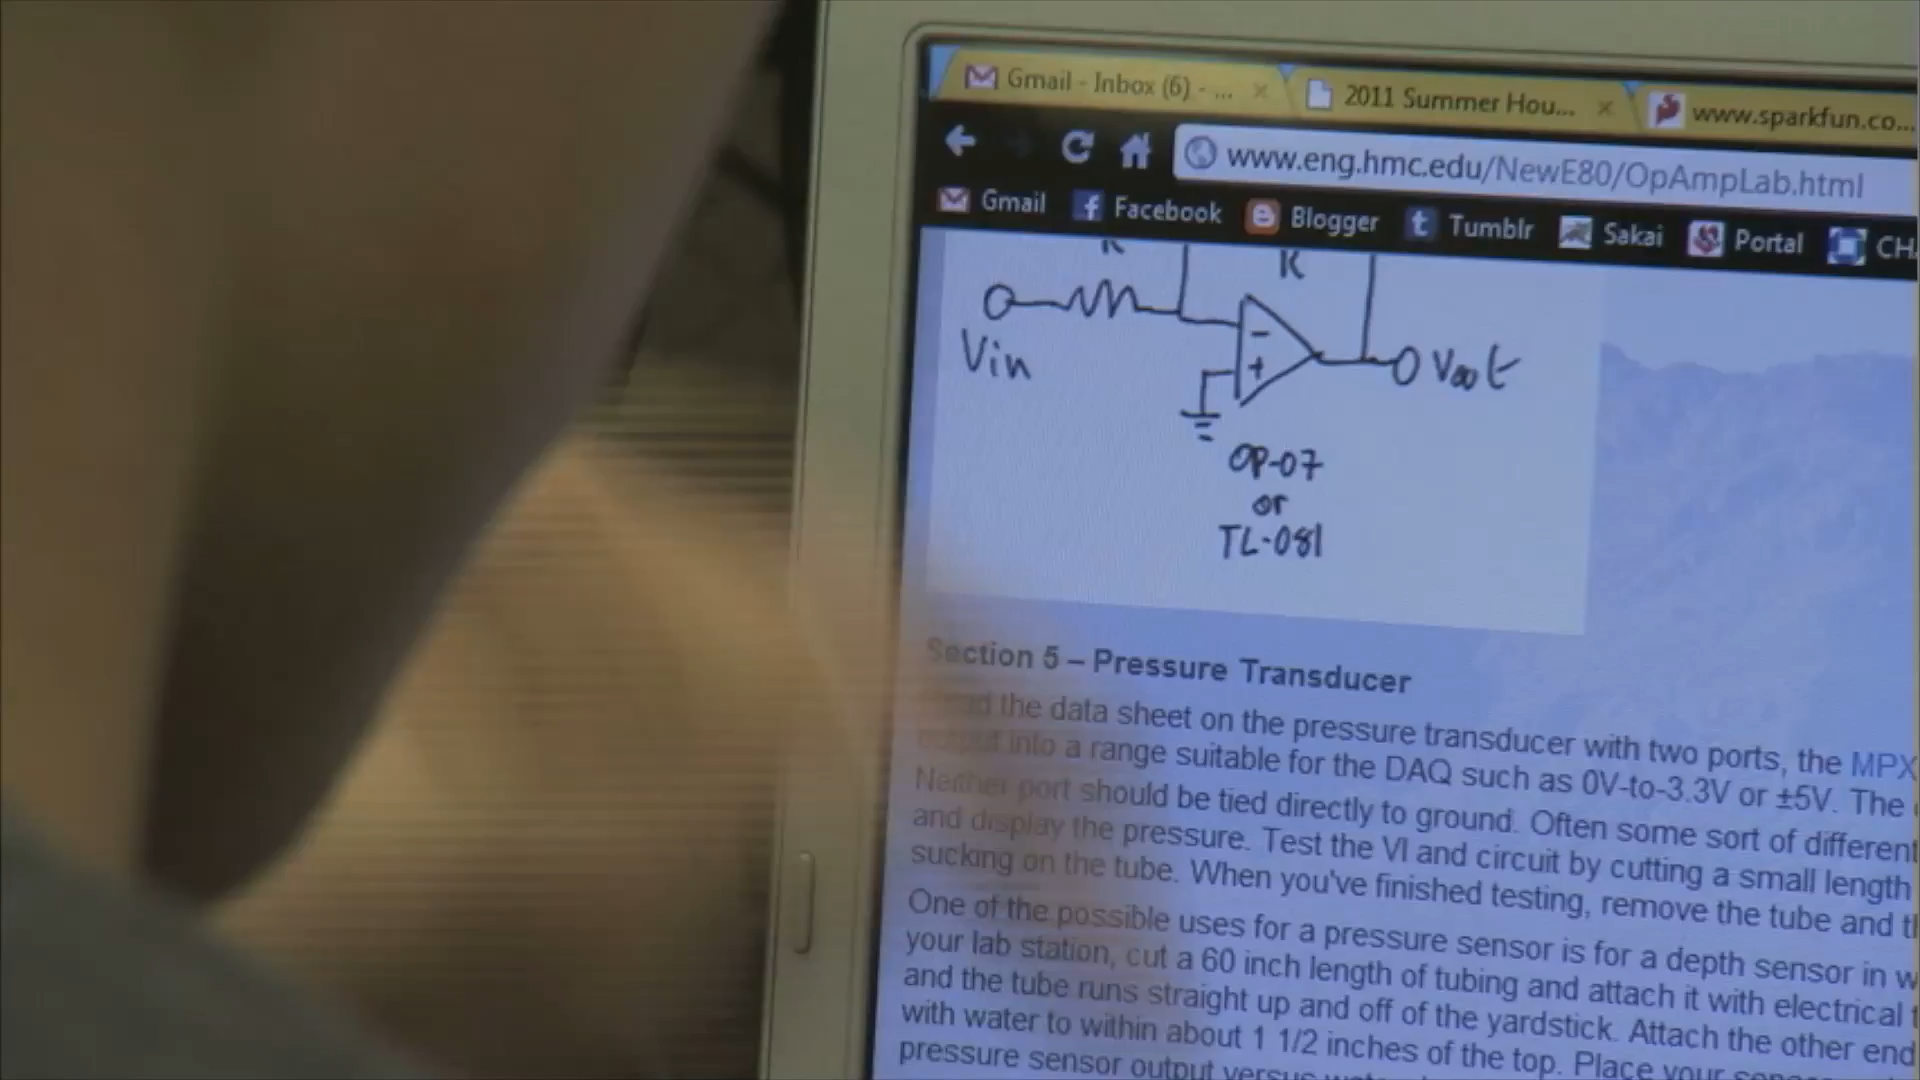 Gmail - Inbox (6) - ...
2011 Summer Hou...
www.sparkfun.co...
www.eng.hmc.edu/NewE80/OpAmpLab.html
Gmail Facebook Blogger Tumblr Sakai Portal
R
Vin
-
+
Vout
OP-07
or
TL-081
Section 5 – Pressure Transducer
the data sheet on the pressure transducer with two ports, the MPX
output into a range suitable for the DAQ such as 0V-to-3.3V or ±5V. The
Neither port should be tied directly to ground. Often some sort of different
and display the pressure. Test the VI and circuit by cutting a small length
sucking on the tube. When you've finished testing, remove the tube and
One of the possible uses for a pressure sensor is for a depth sensor in
your lab station, cut a 60 inch length of tubing and attach it with electrical
and the tube runs straight up and off of the yardstick. Attach the other end
with water to within about 1 1/2 inches of the top. Place your
pressure sensor output versus